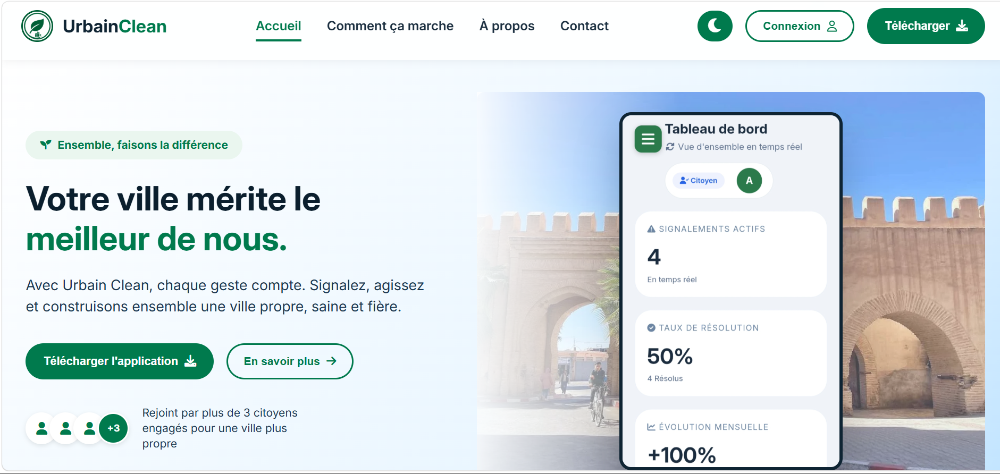 UrbainClean
Accueil
Comment ça marche
À propos
Contact
Connexion
Télécharger
Ensemble, faisons la différence
Votre ville mérite le
meilleur de nous.
Avec Urbain Clean, chaque geste compte. Signalez, agissez
et construisons ensemble une ville propre, saine et fière.
Télécharger l'application
En savoir plus
+3
Rejoint par plus de 3 citoyens
engagés pour une ville plus
propre
Tableau de bord
Vue d'ensemble en temps réel
Citoyen
A
SIGNALEMENTS ACTIFS
4
En temps réel
TAUX DE RÉSOLUTION
50%
4 Résolus
ÉVOLUTION MENSUELLE
+100%